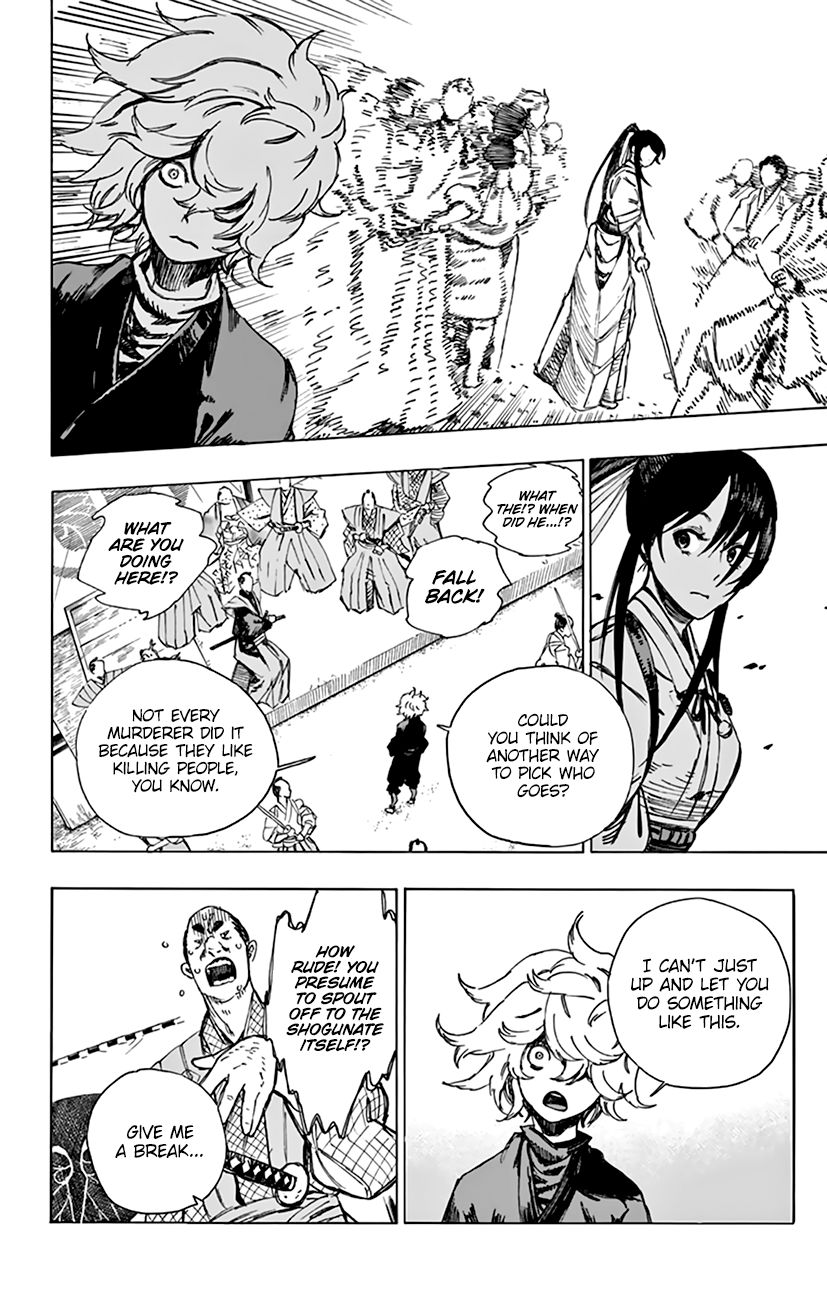 WHAT
THE!? WHEN
DID HE...!?
FALL
BACK!
WHAT
ARE YOU
DOING
HERE!?
COULD
YOU THINK OF
ANOTHER WAY
TO PICK WHO
GOES?
NOT EVERY
MURDERER DID IT
BECAUSE THEY LIKE
KILLING PEOPLE,
YOU KNOW.
I CAN'T JUST
UP AND LET YOU
DO SOMETHING
LIKE THIS.
HOW
RUDE! YOU
PRESUME
TO SPOUT
OFF TO THE
SHOGUNATE
ITSELF!?
GIVE ME
A BREAK...